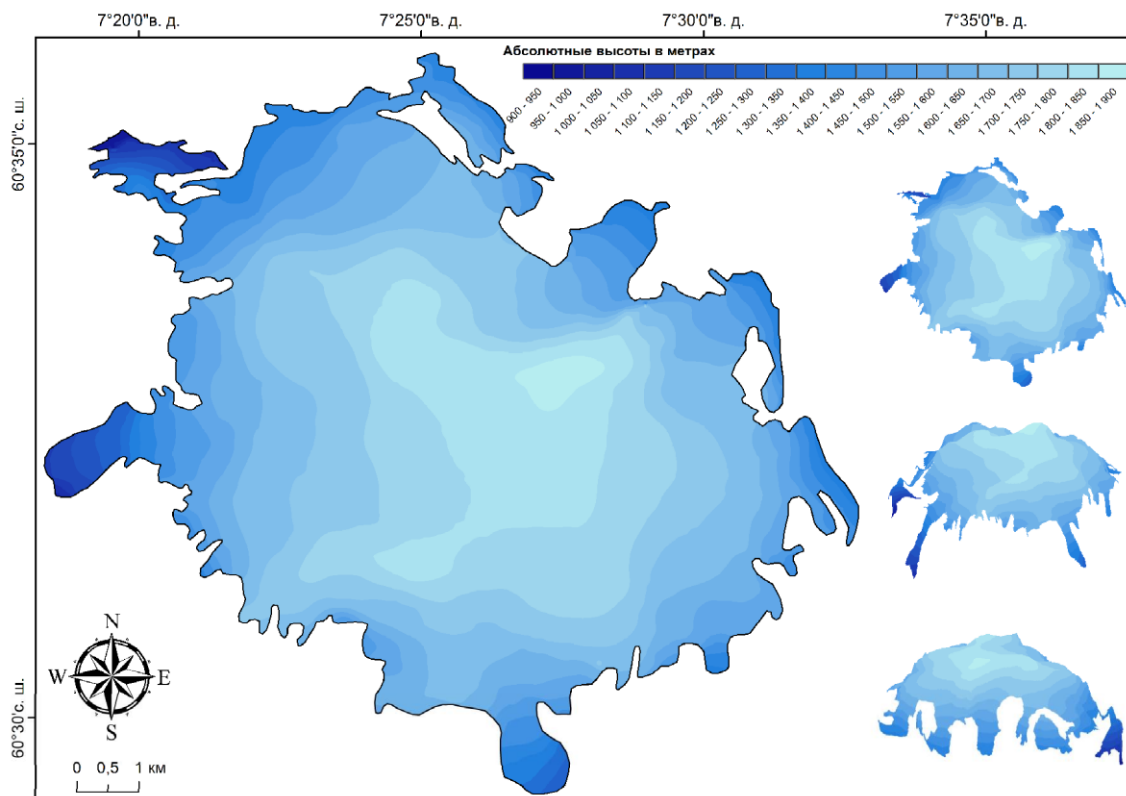 7°20'0"в. д.
7°25'0"в. д.
7°30'0"в. д.
7°35'0"в. д.
Абсолютные высоты в метрах
900 - 950
950 - 1 000
1 000 - 1 050
1 050 - 1 100
1 100 - 1 150
1 150 - 1 200
1 200 - 1 250
1 250 - 1 300
1 300 - 1 350
1 350 - 1 400
1 400 - 1 450
1 450 - 1 500
1 500 - 1 550
1 550 - 1 600
1 600 - 1 650
1 650 - 1 700
1 700 - 1 750
1 750 - 1 800
1 800 - 1 850
1 850 - 1 900
60°35'0"с. ш.
60°30'с. ш.
N
W
E
S
0 0,5 1 км